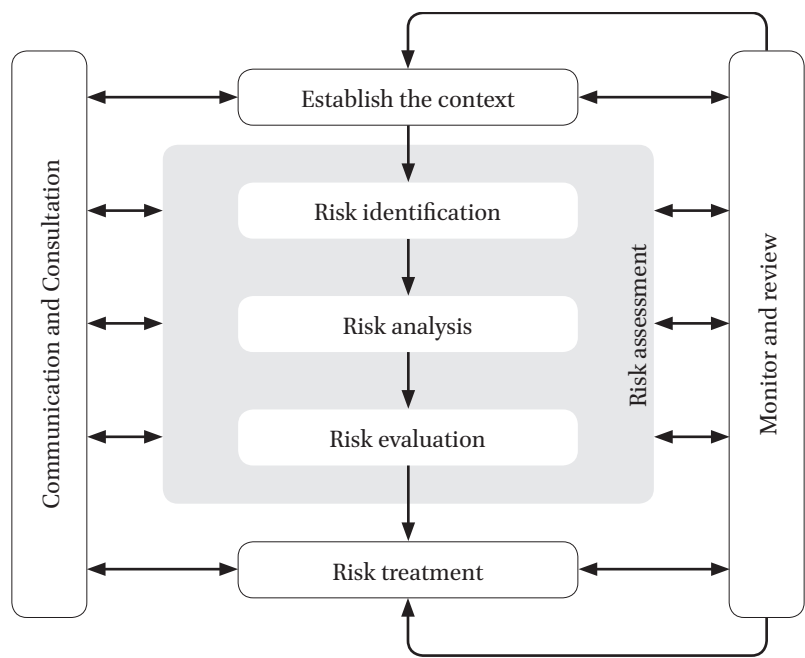 Establish the context
Communication and Consultation
Risk identification
Risk analysis
Risk evaluation
Risk assessment
Monitor and review
Risk treatment